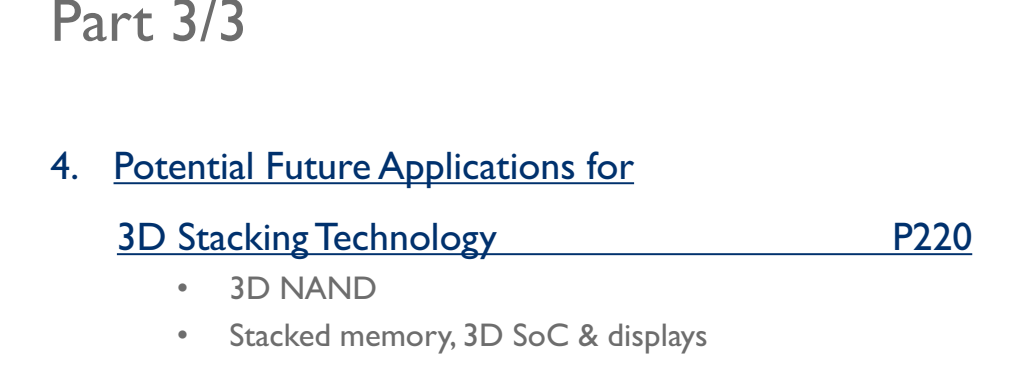 Part 3/3
4. Potential Future Applications for
3D Stacking Technology P220
• 3D NAND
• Stacked memory, 3D SoC & displays